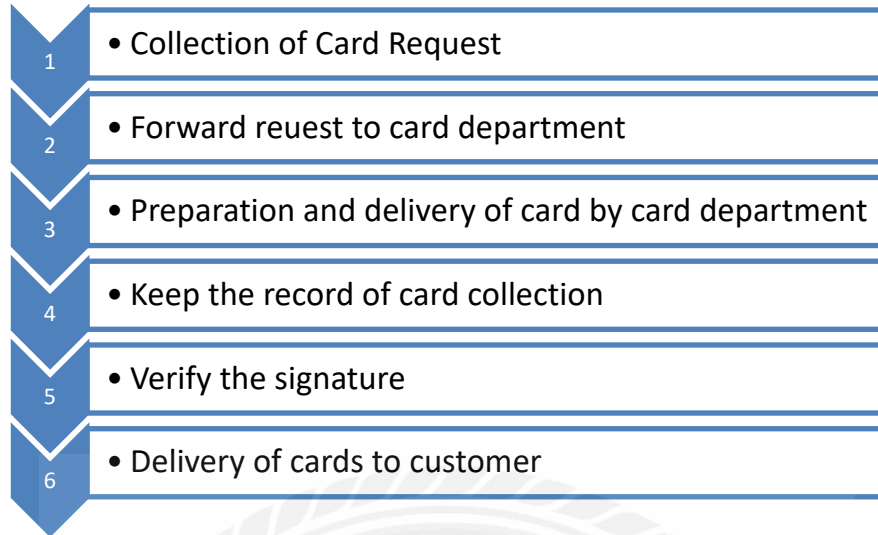 1
• Collection of Card Request
2
• Forward reuest to card department
3
• Preparation and delivery of card by card department
4
• Keep the record of card collection
5
• Verify the signature
6
• Delivery of cards to customer